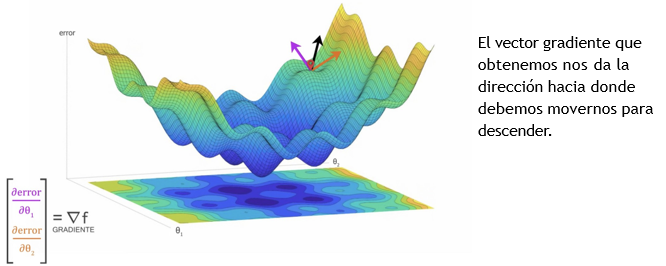 error
El vector gradiente que
obtenemos nos da la
dirección hacia donde
debemos movernos para
descender.
θ₂
∂error
∂θ₁
∂error
∂θ₂
= ∇f
GRADIENTE
θ₁